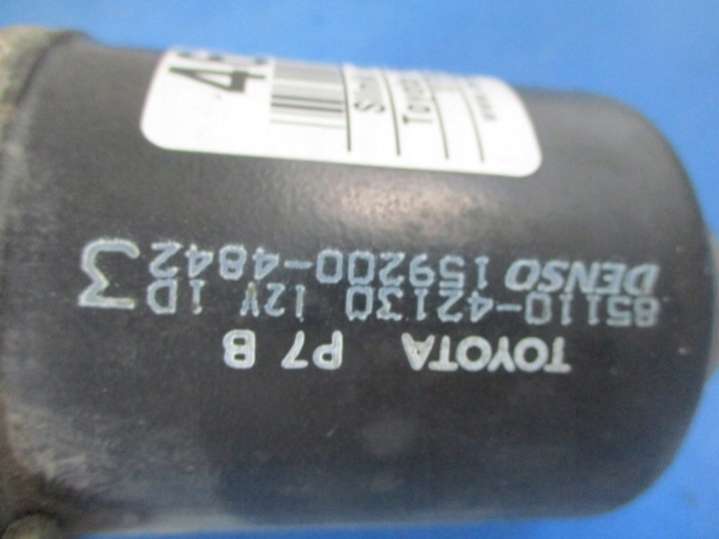 TOYOTA P7 B
85110-42130 12V 1D
DENSO 159200-4842
3